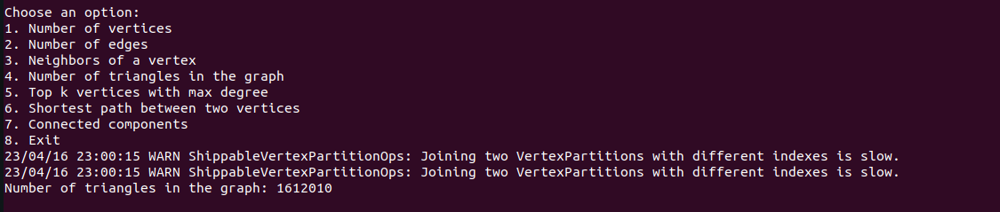 Choose an option:
1. Number of vertices
2. Number of edges
3. Neighbors of a vertex
4. Number of triangles in the graph
5. Top k vertices with max degree
6. Shortest path between two vertices
7. Connected components
8. Exit
23/04/16 23:00:15 WARN ShippableVertexPartitionOps: Joining two VertexPartitions with different indexes is slow.
23/04/16 23:00:15 WARN ShippableVertexPartitionOps: Joining two VertexPartitions with different indexes is slow.
Number of triangles in the graph: 1612010